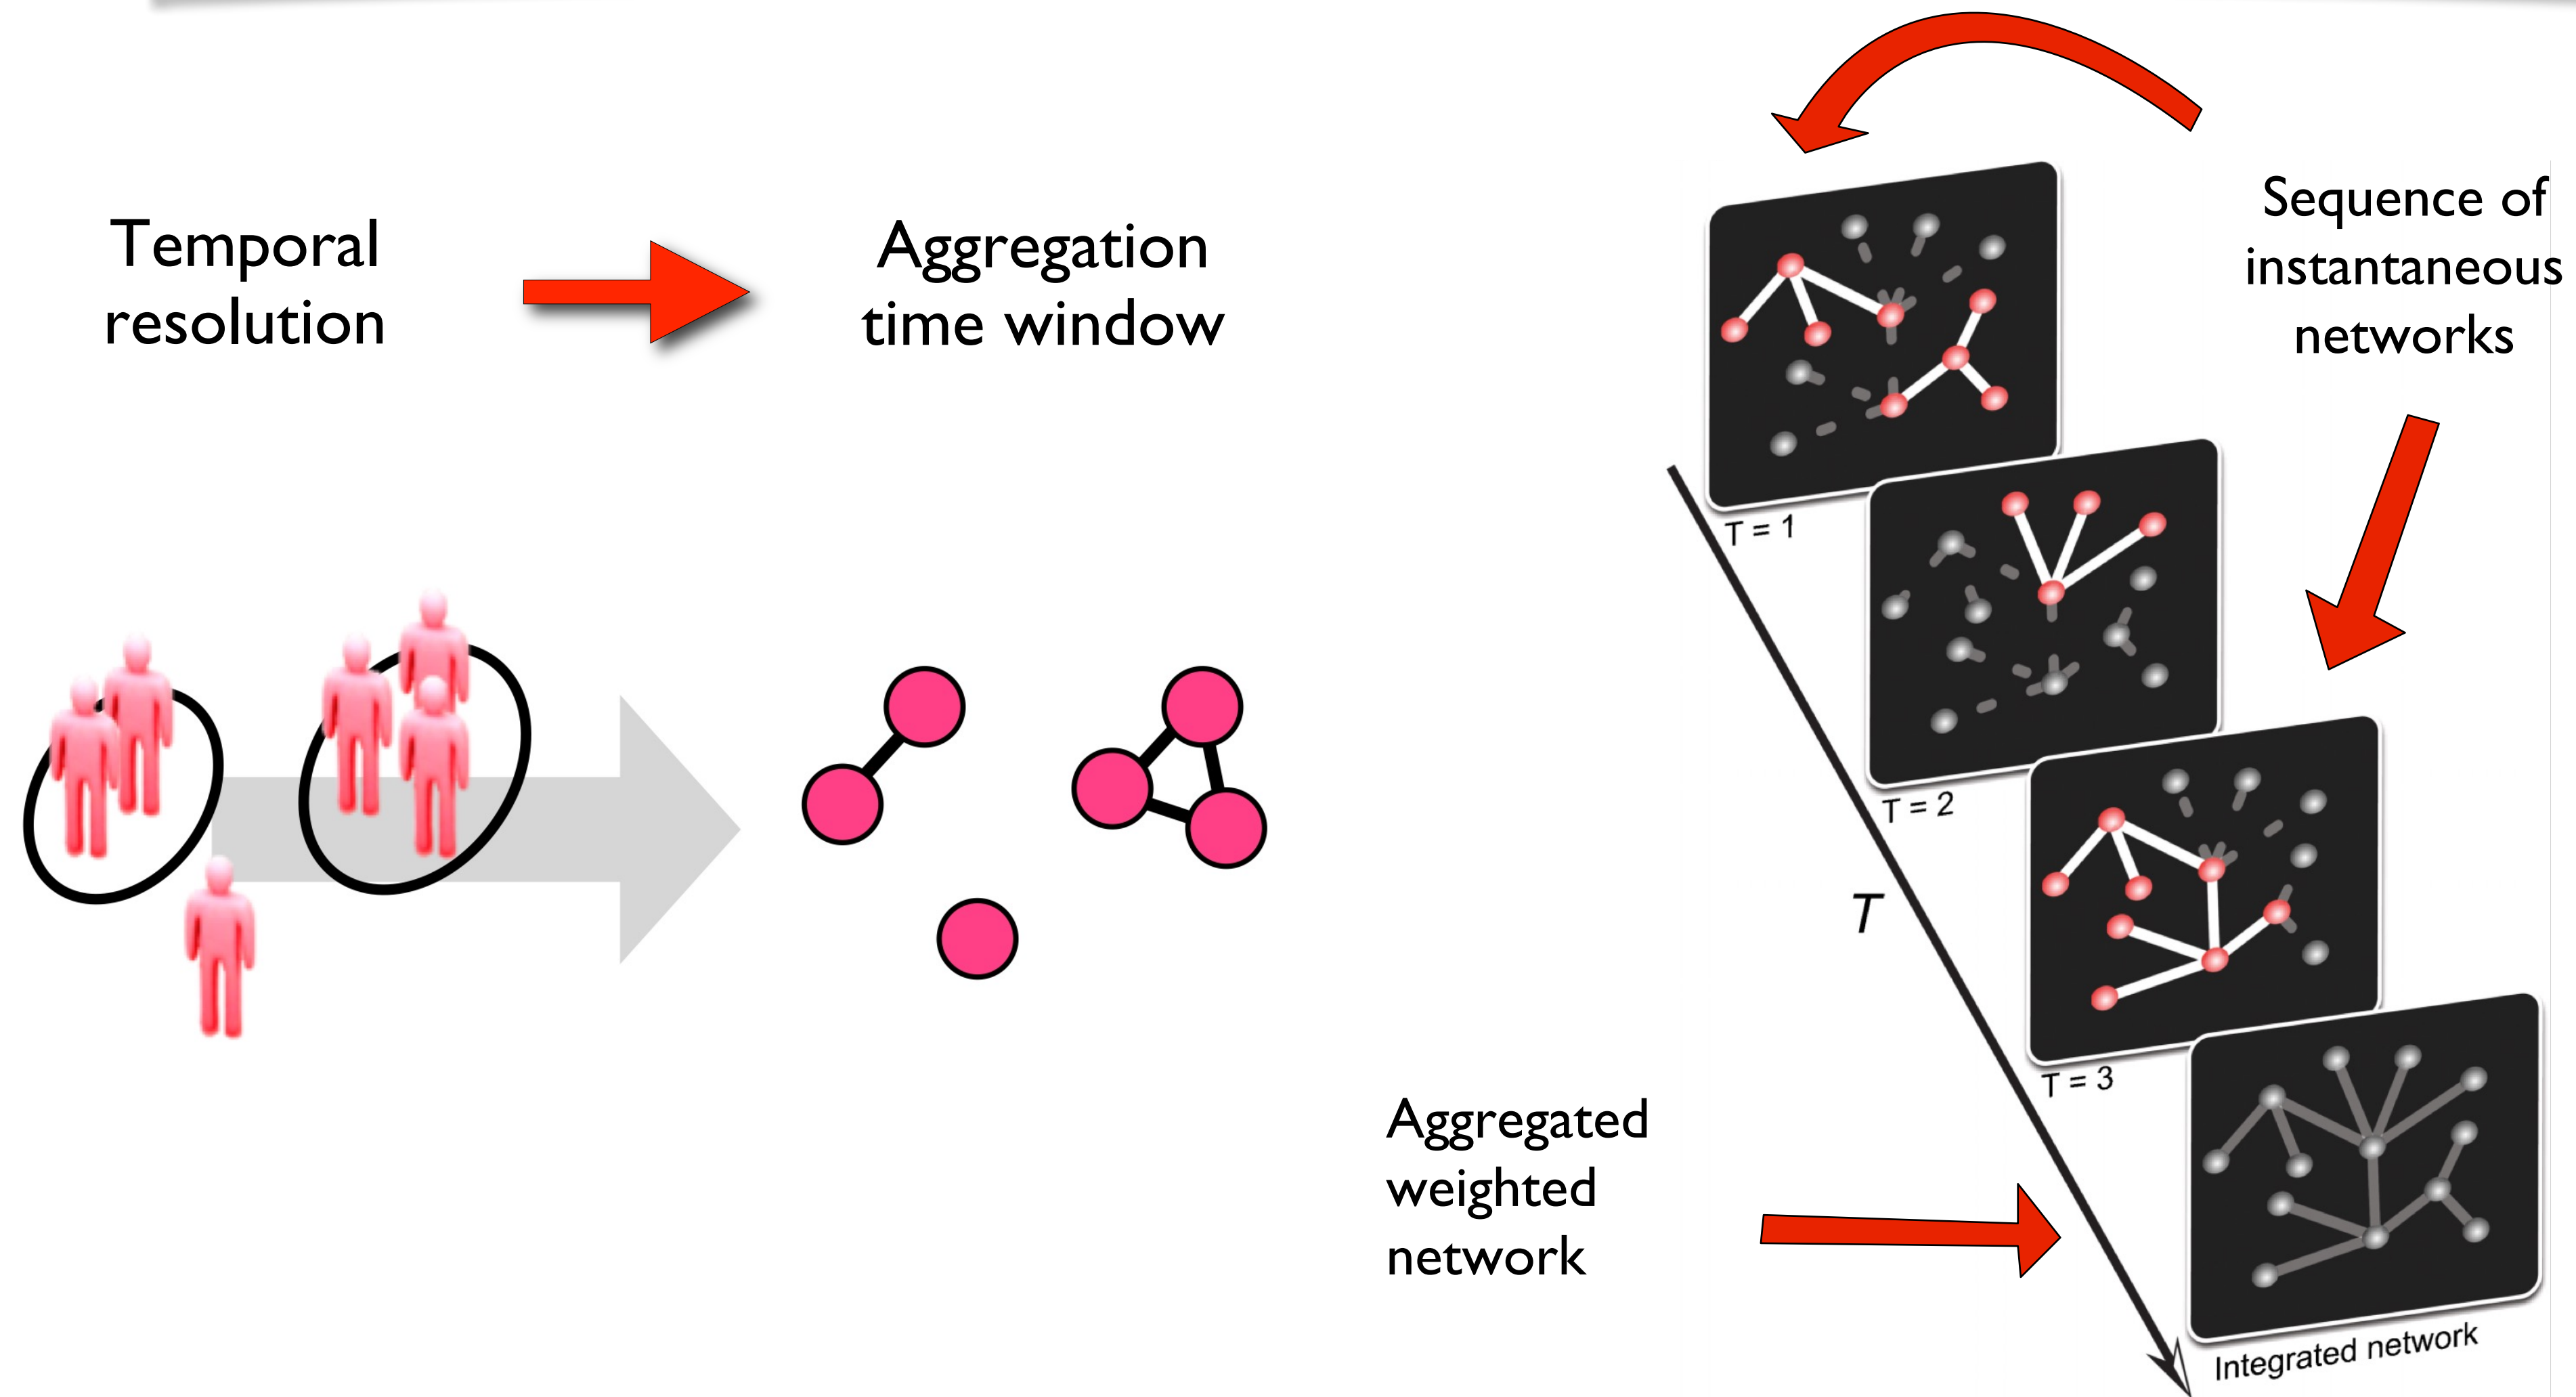 Temporal
resolution
Aggregation
time window
Sequence of
instantaneous
networks
T = 1
T = 2
T
T = 3
Aggregated
weighted
network
Integrated network